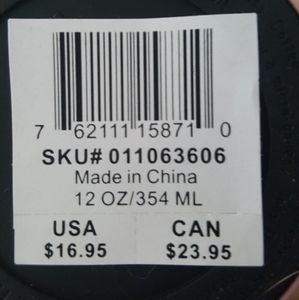 7 62111 15871 0
SKU# 011063606
Made in China
12 OZ/354 ML
USA CAN
$16.95 $23.95